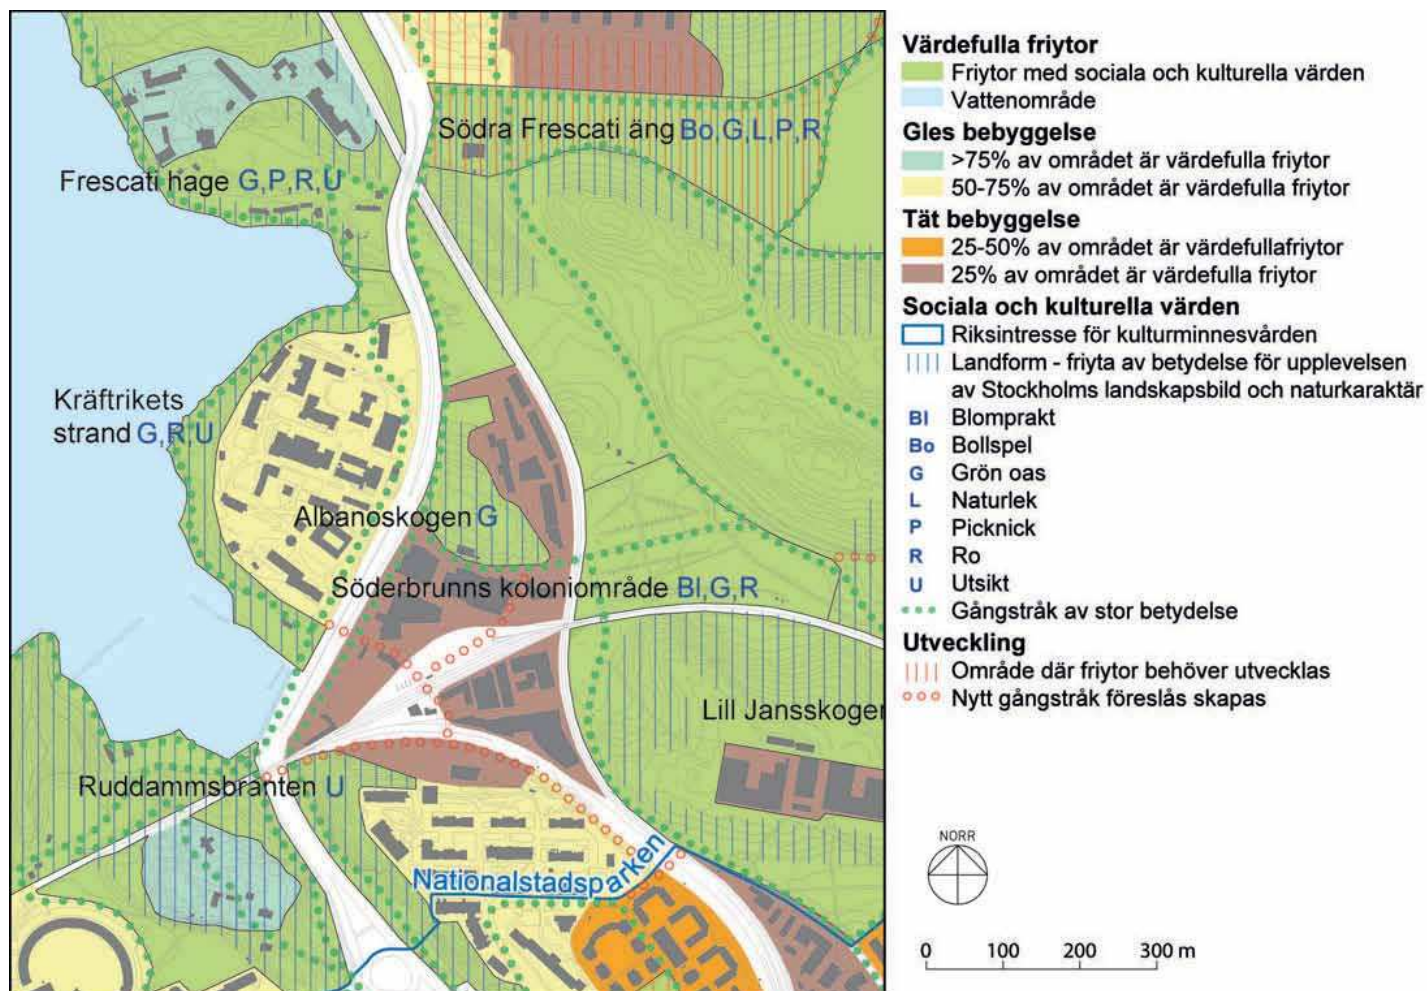 Södra Frescati äng Bo,G,L,P,R
Frescati hage G,P,R,U
Kräftrikets
strand G,R,U
Albanoskogen G
Söderbrunns koloniområde Bl,G,R
Lill Jansskogen
Ruddammsbranten U
Nationalstadsparken
Värdefulla friytor
Friytor med sociala och kulturella värden
Vattenområde
Gles bebyggelse
>75% av området är värdefulla friytor
50-75% av området är värdefulla friytor
Tät bebyggelse
25-50% av området är värdefullafriytor
25% av området är värdefulla friytor
Sociala och kulturella värden
Riksintresse för kulturminnesvården
Landform - friyta av betydelse för upplevelsen
av Stockholms landskapsbild och naturkaraktär
Bl Blomprakt
Bo Bollspel
G Grön oas
L Naturlek
P Picknick
R Ro
U Utsikt
Gångstråk av stor betydelse
Utveckling
Område där friytor behöver utvecklas
Nytt gångstråk föreslås skapas
NORR
0 100 200 300 m